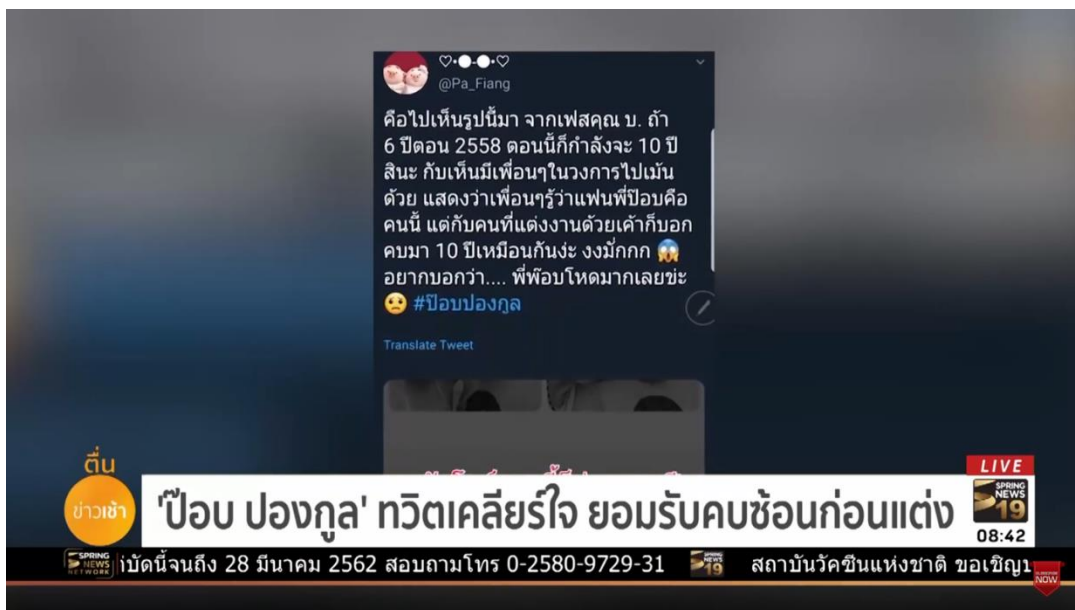 ♡•●-●•♡
@Pa_Fiang
คือไปเห็นรูปนี้มา จากเฟสคุณ บ. ถ้า
6 ปีตอน 2558 ตอนนี้ก็กำลังจะ 10 ปี
สินะ กับเห็นมีเพื่อนๆในวงการไปเม้น
ด้วย แสดงว่าเพื่อนๆรู้ว่าแฟนพี่ป๊อบคือ
คนนี้ แต่กับคนที่แต่งงานด้วยเค้าก็บอก
คบมา 10 ปีเหมือนกันง่ะ งงมั่กกก 😱
อยากบอกว่า.... พี่พ๊อบโหดมากเลยข่ะ
😟 #ป๊อบปองกูล
Translate Tweet
ตื่น
ข่าวเช้า
'ป๊อบ ปองกูล' ทวิตเคลียร์ใจ ยอมรับคบซ้อนก่อนแต่ง
LIVE
SPRING
NEWS
19
08:42
SPRING
NEWS
NETWORK
บัดนี้จนถึง 28 มีนาคม 2562 สอบถามโทร 0-2580-9729-31
SPRING
NEWS
19
สถาบันวัคซีนแห่งชาติ ขอเชิญ
NOW